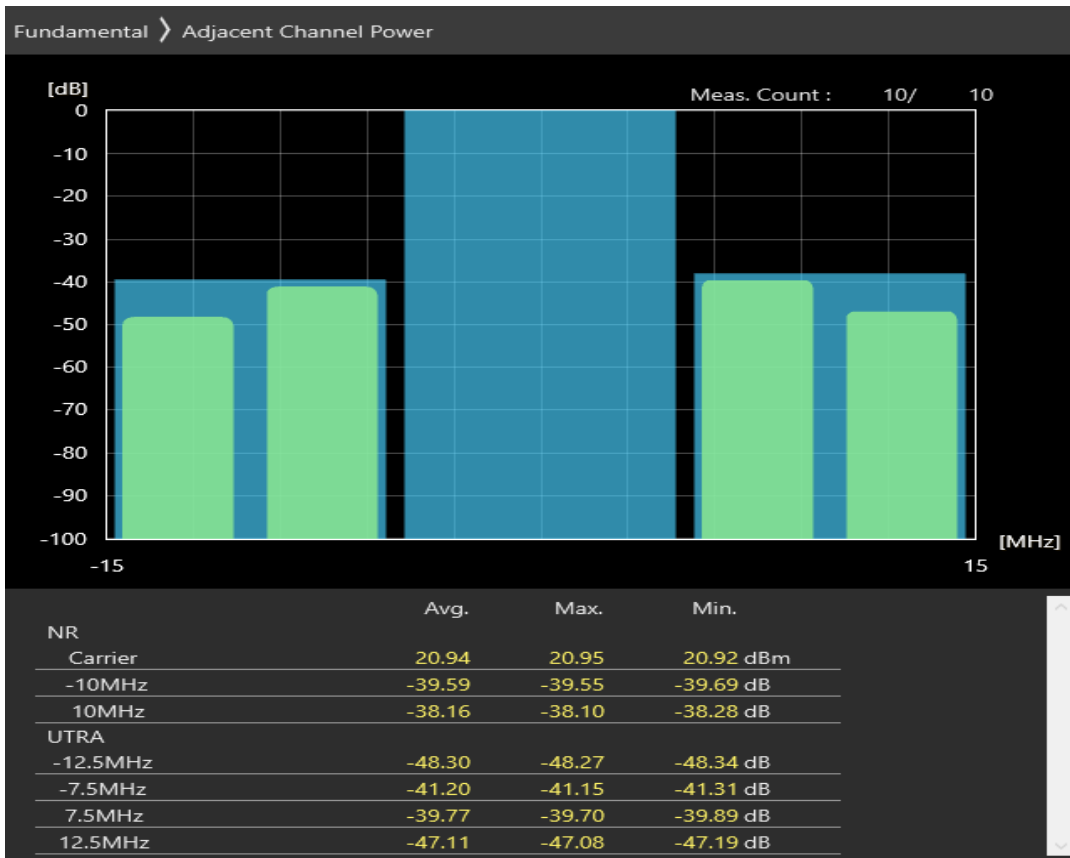 Fundamental 〉 Adjacent Channel Power
[dB]
Meas. Count : 10/ 10
0
-10
-20
-30
-40
-50
-60
-70
-80
-90
-100
[MHz]
-15 15
Avg. Max. Min.
NR
Carrier 20.94 20.95 20.92 dBm
-10MHz -39.59 -39.55 -39.69 dB
10MHz -38.16 -38.10 -38.28 dB
UTRA
-12.5MHz -48.30 -48.27 -48.34 dB
-7.5MHz -41.20 -41.15 -41.31 dB
7.5MHz -39.77 -39.70 -39.89 dB
12.5MHz -47.11 -47.08 -47.19 dB